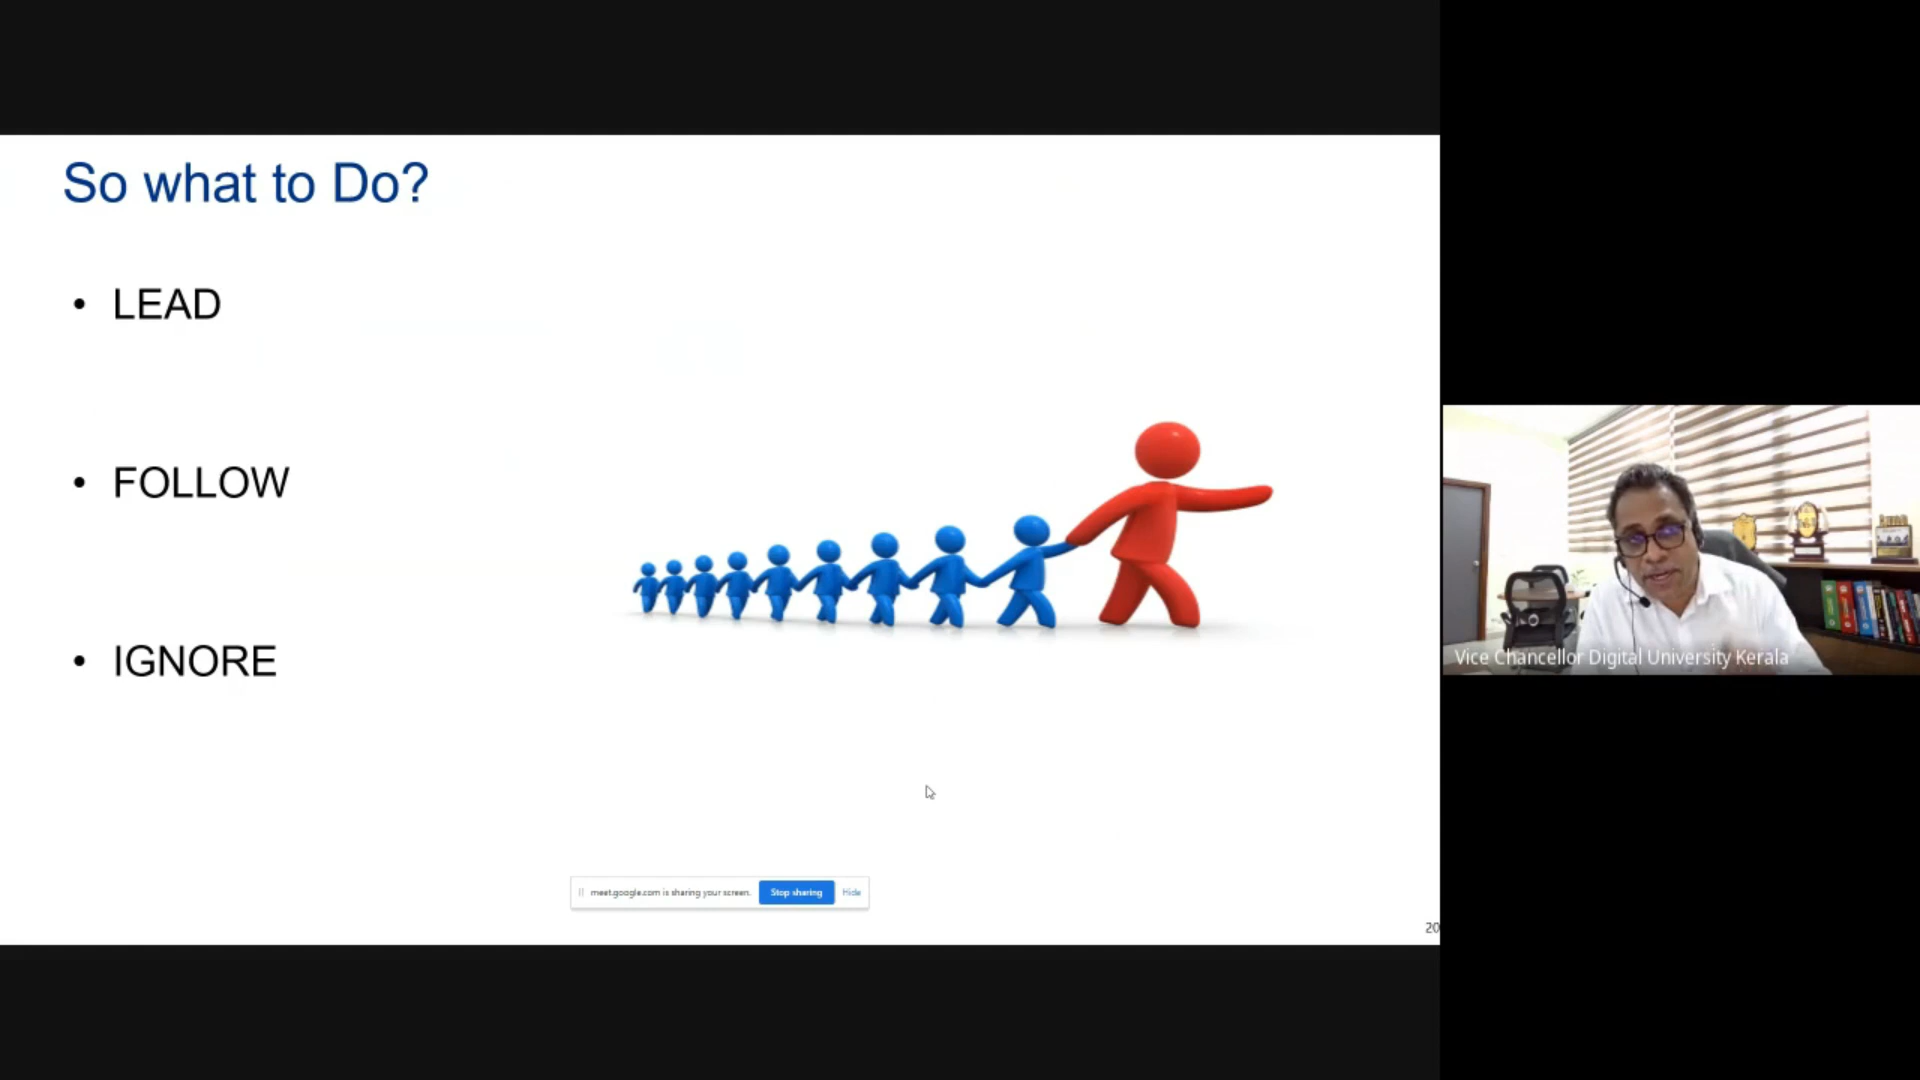 So what to Do?
• LEAD
• FOLLOW
• IGNORE
meet.google.com is sharing your screen. Stop sharing Hide
20
Vice Chancellor Digital University Kerala